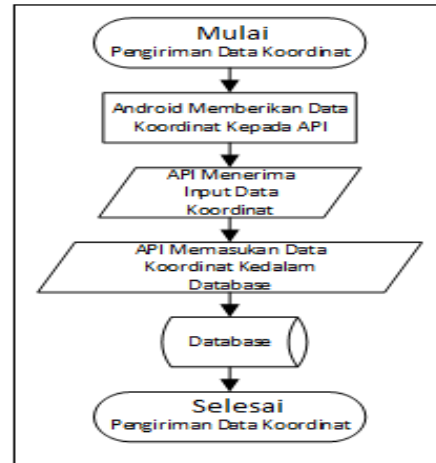 Mulai
Pengiriman Data Koordinat
Android Memberikan Data
Koordinat Kepada API
API Menerima
Input Data
Koordinat
API Memasukan Data
Koordinat Kedalam
Database
Database
Selesai
Pengiriman Data Koordinat